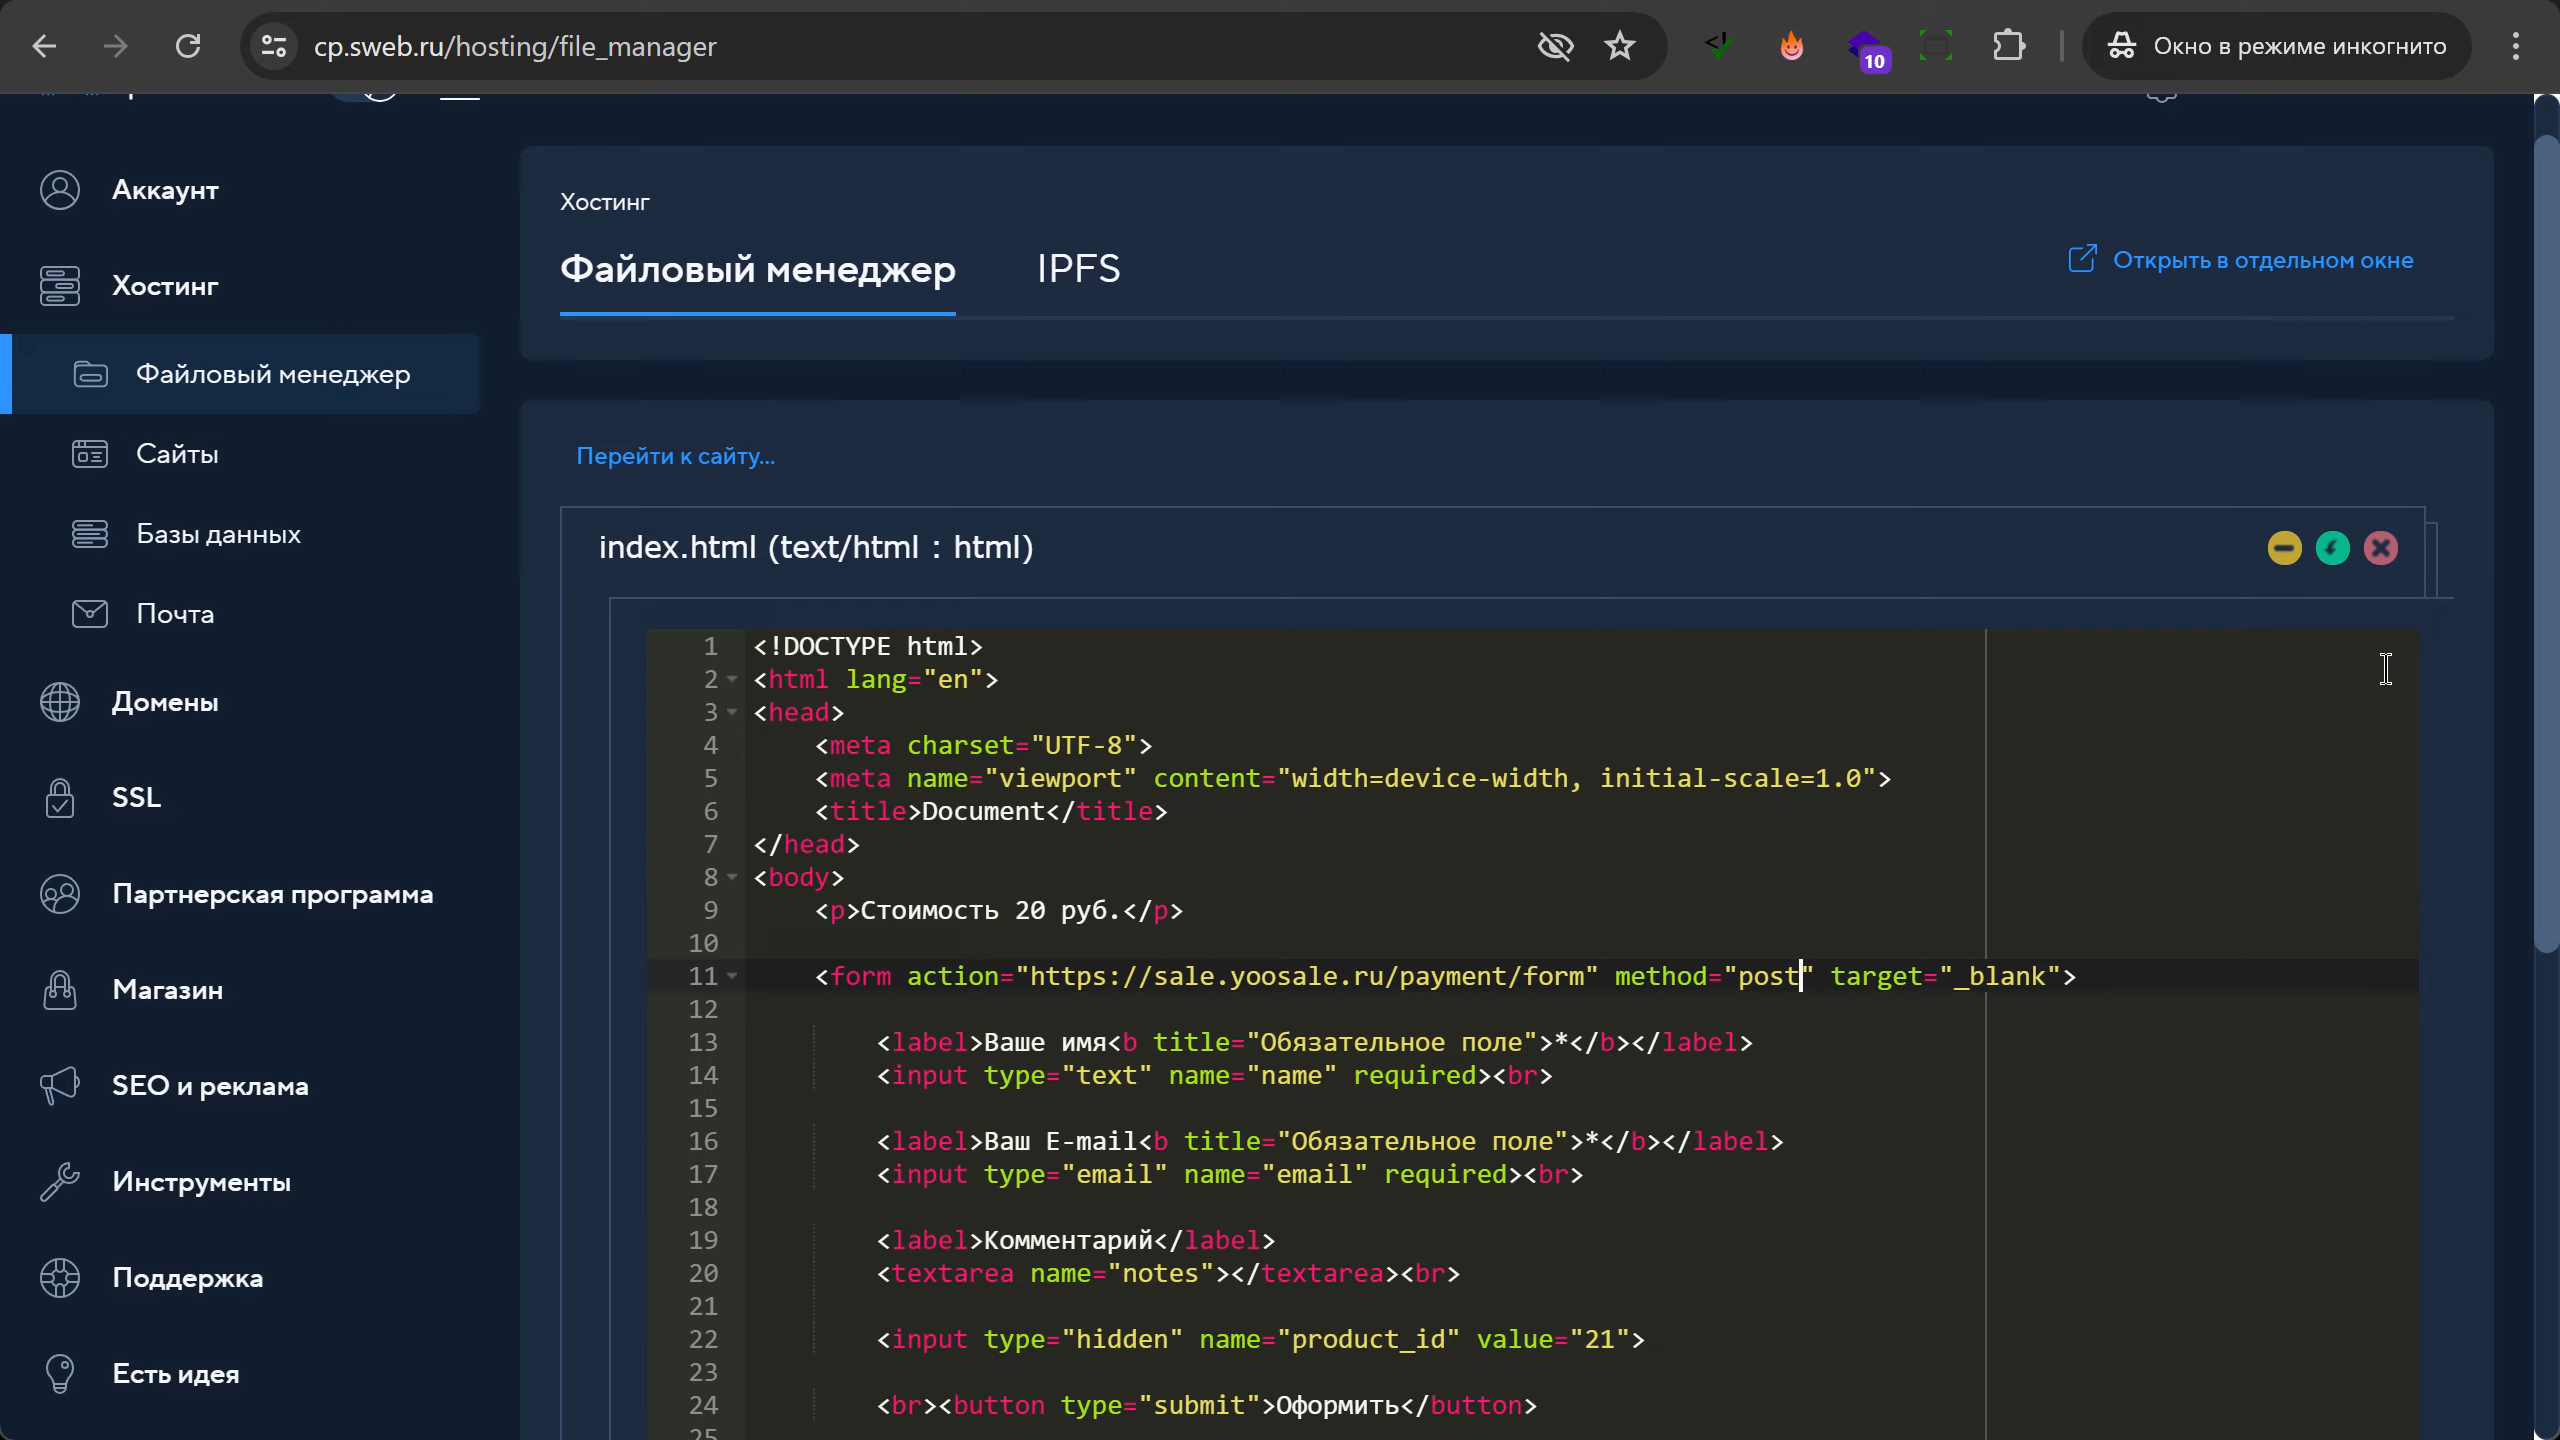 cp.sweb.ru/hosting/file_manager
10
Окно в режиме инкогнито
Аккаунт
Хостинг
Файловый менеджер
Сайты
Базы данных
Почта
Домены
SSL
Партнерская программа
Магазин
SEO и реклама
Инструменты
Поддержка
Есть идея
Хостинг
Файловый менеджер
IPFS
Открыть в отдельном окне
Перейти к сайту...
index.html (text/html : html)
1 <!DOCTYPE html>
2 <html lang="en">
3 <head>
4 <meta charset="UTF-8">
5 <meta name="viewport" content="width=device-width, initial-scale=1.0">
6 <title>Document</title>
7 </head>
8 <body>
9 <p>Стоимость 20 руб.</p>
10
11 <form action="https://sale.yoosale.ru/payment/form" method="post" target="_blank">
12
13 <label>Ваше имя<b title="Обязательное поле">*</b></label>
14 <input type="text" name="name" required><br>
15
16 <label>Ваш E-mail<b title="Обязательное поле">*</b></label>
17 <input type="email" name="email" required><br>
18
19 <label>Комментарий</label>
20 <textarea name="notes"></textarea><br>
21
22 <input type="hidden" name="product_id" value="21">
23
24 <br><button type="submit">Оформить</button>
25